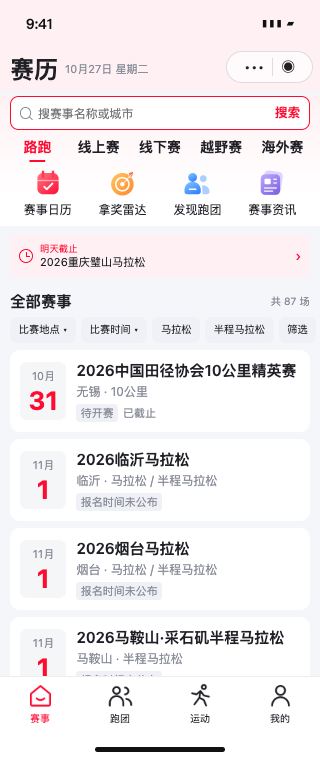 9:41
赛历 10月27日 星期二
搜赛事名称或城市 搜索
路跑 线上赛 线下赛 越野赛 海外赛
赛事日历 拿奖雷达 发现跑团 赛事资讯
明天截止
2026重庆璧山马拉松
全部赛事 共 87 场
比赛地点 比赛时间 马拉松 半程马拉松 筛选
10月
31
2026中国田径协会10公里精英赛
无锡 · 10公里
待开赛 已截止
11月
1
2026临沂马拉松
临沂 · 马拉松 / 半程马拉松
报名时间未公布
11月
1
2026烟台马拉松
烟台 · 马拉松 / 半程马拉松
报名时间未公布
11月
1
2026马鞍山·采石矶半程马拉松
马鞍山 · 半程马拉松
赛事 跑团 运动 我的